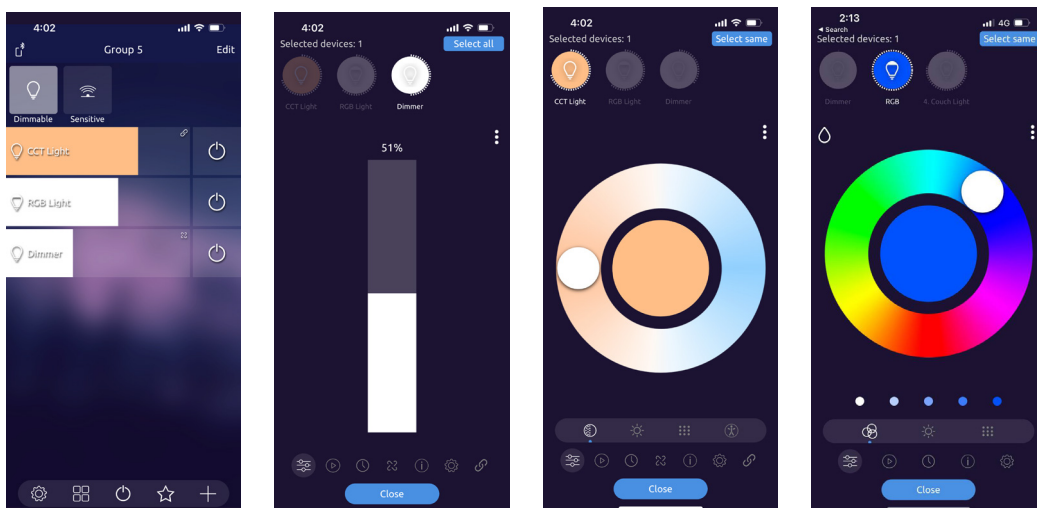 4:02
Group 5
Edit
Dimmable
Sensitive
CCT Light
RGB Light
Dimmer
4:02
Selected devices: 1
Select all
CCT Light
RGB Light
Dimmer
51%
Close
4:02
Selected devices: 1
Select same
CCT Light
RGB Light
Dimmer
Close
2:13
4G
◄ Search
Selected devices: 1
Select same
Dimmer
RGB
4. Couch Light
Close